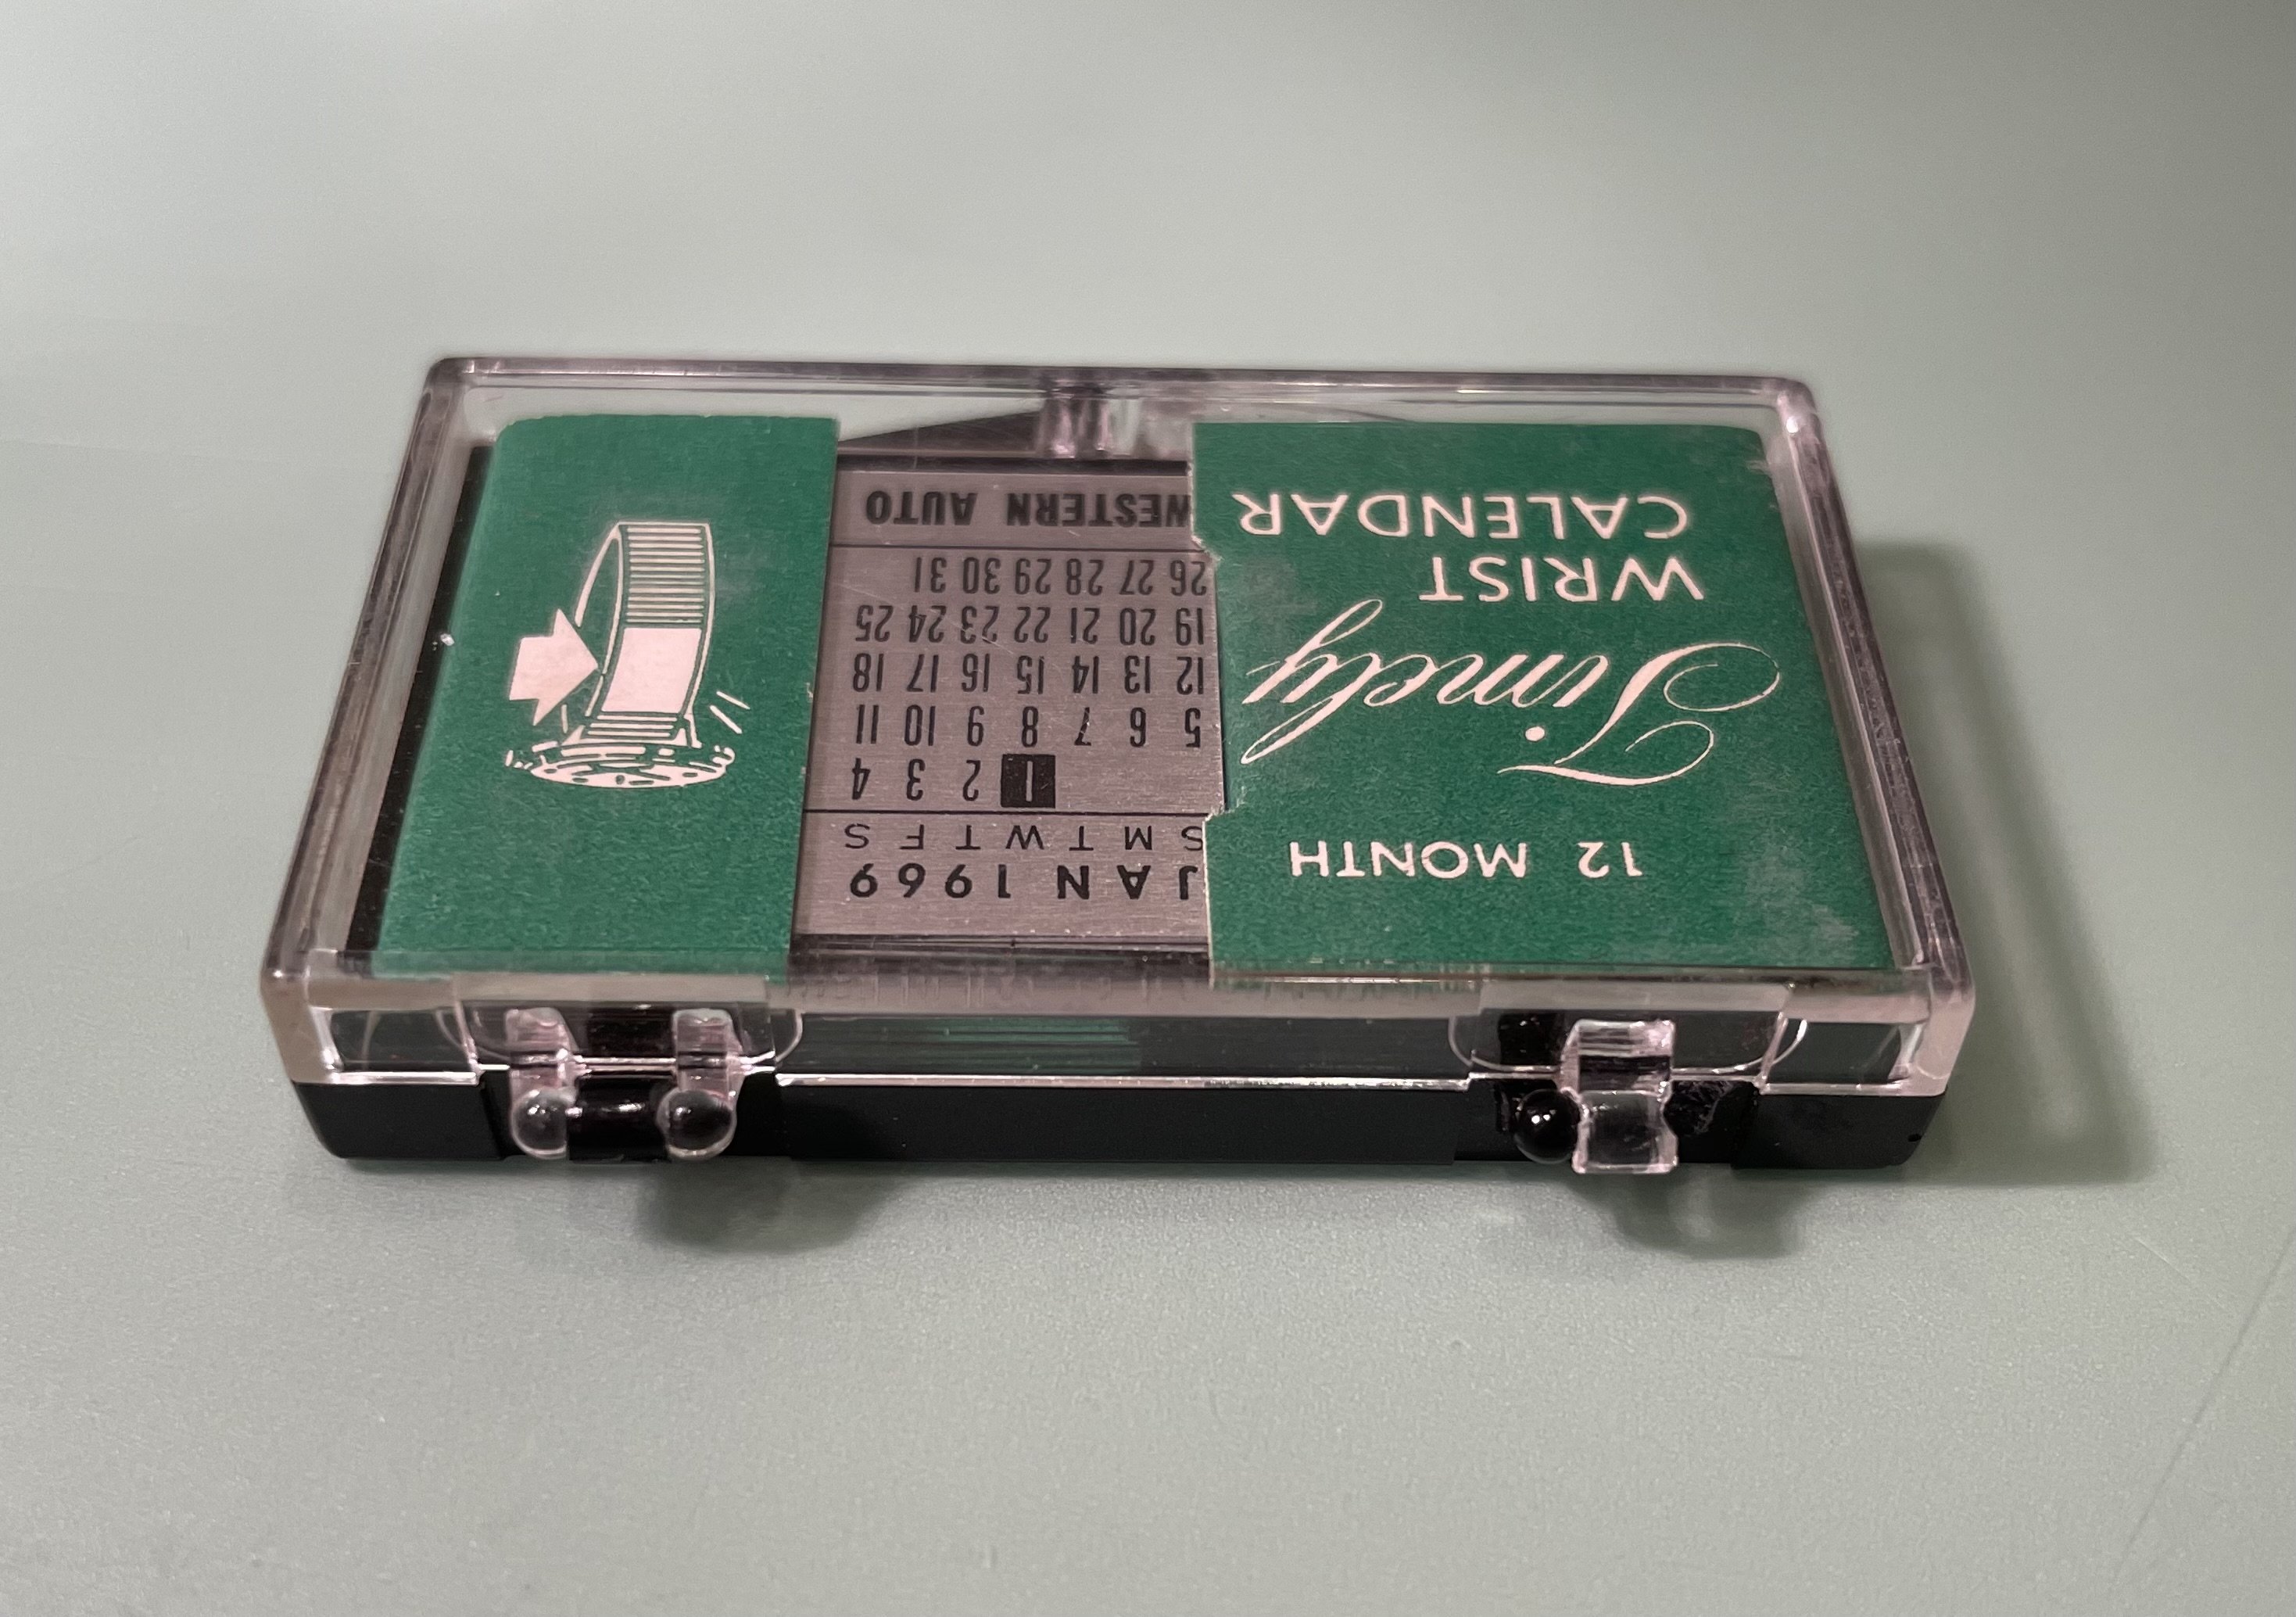 12 MONTH
Timely
WRIST
CALENDAR
JAN 1969
S M T W T F S
1 2 3 4
5 6 7 8 9 10 11
12 13 14 15 16 17 18
19 20 21 22 23 24 25
26 27 28 29 30 31
WESTERN AUTO